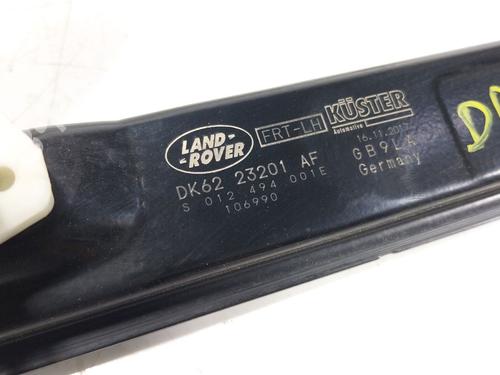 LAND-
-ROVER
FRT-LH
KÜSTER
Automotive
16.11.2017
DK62 23201 AF
GB9LA
S 012 494 001E
Germany
106990